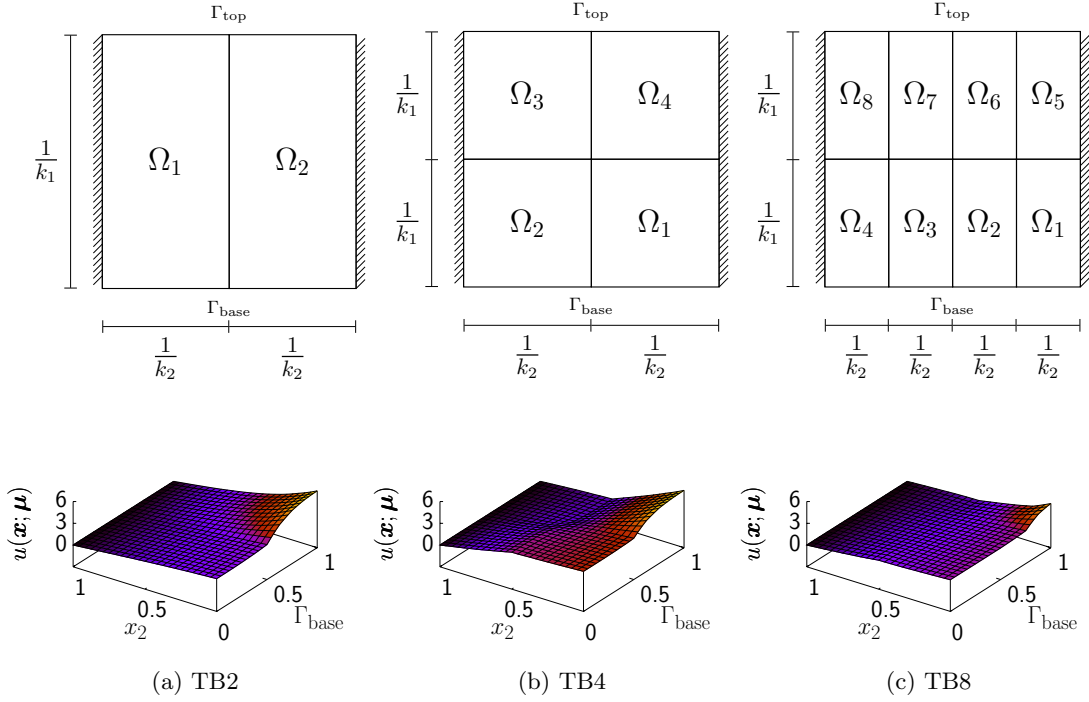 Γtop
Γtop
Γtop
1/k1
Ω1
Ω2
1/k1
Ω3
Ω4
1/k1
Ω2
Ω1
1/k1
Ω8
Ω7
Ω6
Ω5
1/k1
Ω4
Ω3
Ω2
Ω1
Γbase
Γbase
Γbase
1/k2
1/k2
1/k2
1/k2
1/k2
1/k2
1/k2
1/k2
u(x; μ)
6
3
0
1
0.5
0
x2
1
0.5
Γbase
u(x; μ)
6
3
0
1
0.5
0
x2
1
0.5
Γbase
u(x; μ)
6
3
0
1
0.5
0
x2
1
0.5
Γbase
(a) TB2
(b) TB4
(c) TB8